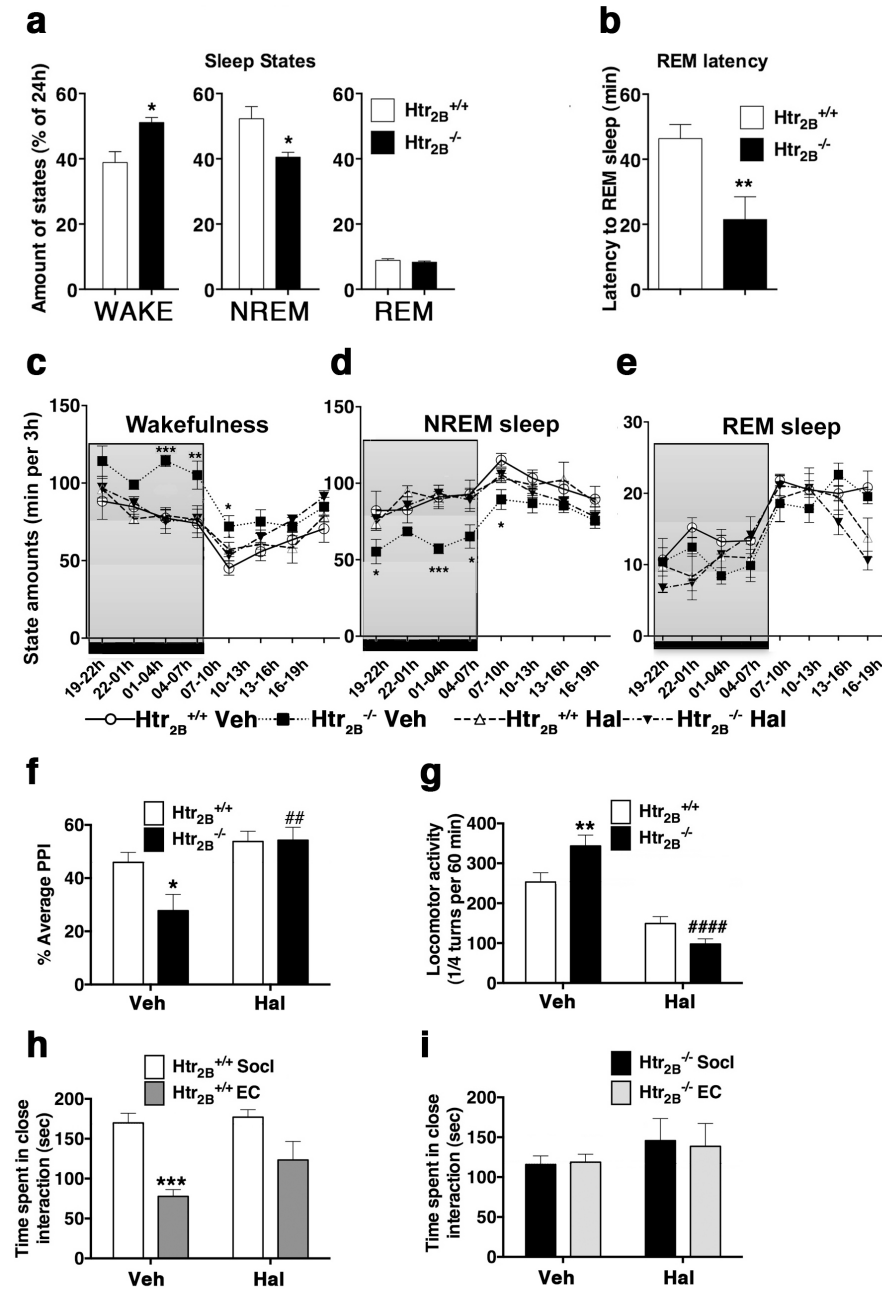 a
Sleep States
Amount of states (% of 24h)
60
40
20
0
*
WAKE
60
40
20
0
*
NREM
60
40
20
0
REM
Htr2B+/+
Htr2B-/-
b
REM latency
Latency to REM sleep (min)
60
40
20
0
Htr2B+/+
Htr2B-/-
**
c
Wakefulness
State amounts (min per 3h)
150
100
50
0
***
**
*
19-22h
22-01h
01-04h
04-07h
07-10h
10-13h
13-16h
16-19h
d
NREM sleep
150
100
50
0
*
***
*
*
19-22h
22-01h
01-04h
04-07h
07-10h
10-13h
13-16h
16-19h
e
REM sleep
30
20
10
0
19-22h
22-01h
01-04h
04-07h
07-10h
10-13h
13-16h
16-19h
Htr2B+/+ Veh
Htr2B-/- Veh
Htr2B+/+ Hal
Htr2B-/- Hal
f
Htr2B+/+
Htr2B-/-
% Average PPI
60
40
20
0
*
##
Veh
Hal
g
Htr2B+/+
Htr2B-/-
Locomotor activity
(1/4 turns per 60 min)
400
300
200
100
0
**
####
Veh
Hal
h
Htr2B+/+ SocI
Htr2B+/+ EC
Time spent in close
interaction (sec)
200
150
100
50
0
***
Veh
Hal
i
Htr2B-/- SocI
Htr2B-/- EC
Time spent in close
interaction (sec)
200
150
100
50
0
Veh
Hal